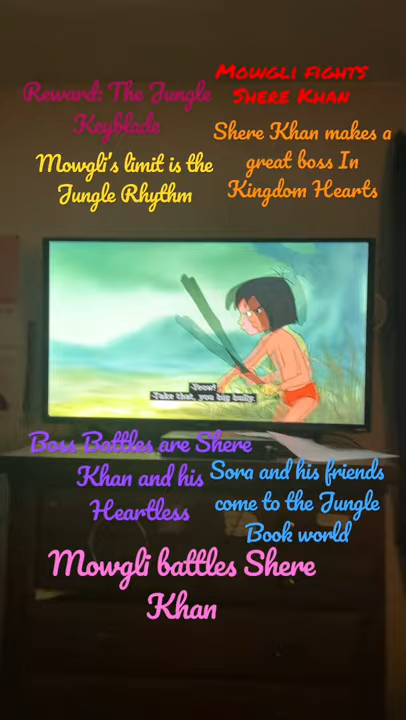 Mowgli fights
Shere Khan
Reward: The Jungle
Keyblade
Shere Khan makes a
great boss In
Kingdom Hearts
Mowgli's limit is the
Jungle Rhythm
Yeow!
Take that, you big bully.
Boss Battles are Shere
Khan and his
Heartless
Sora and his friends
come to the Jungle
Book world
Mowgli battles Shere
Khan